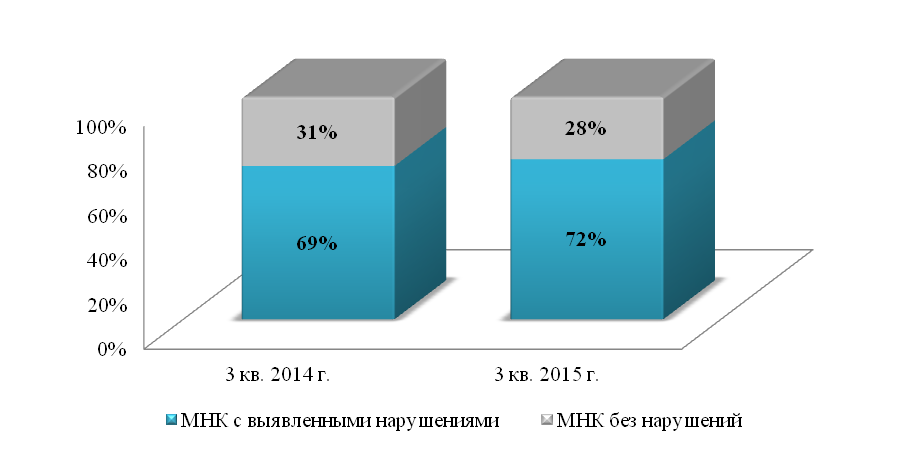 100%
80%
60%
40%
20%
0%
31%
28%
69%
72%
3 кв. 2014 г.
3 кв. 2015 г.
МНК с выявленными нарушениями
МНК без нарушений